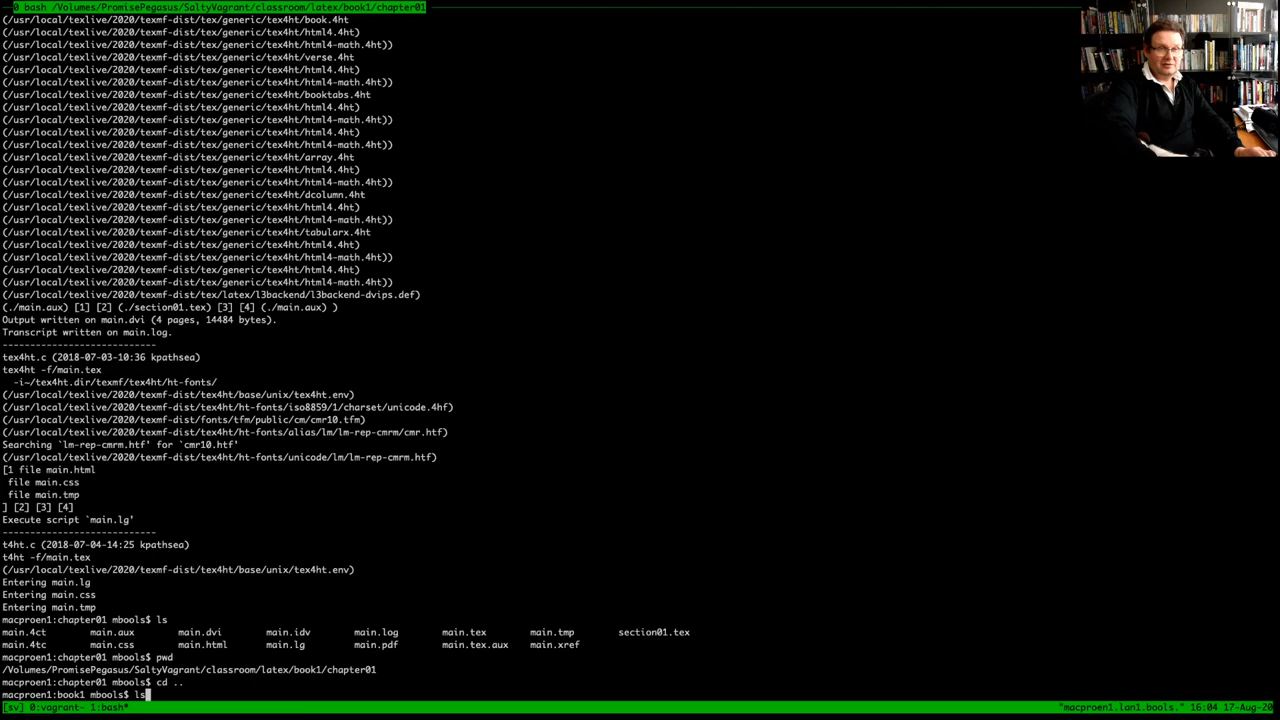 0 bash /Volumes/PromisePegasus/SaltyVagrant/classroom/latex/book1/chapter01
(/usr/local/texlive/2020/texmf-dist/tex/generic/tex4ht/book.4ht
(/usr/local/texlive/2020/texmf-dist/tex/generic/tex4ht/html4.4ht)
(/usr/local/texlive/2020/texmf-dist/tex/generic/tex4ht/html4-math.4ht))
(/usr/local/texlive/2020/texmf-dist/tex/generic/tex4ht/verse.4ht
(/usr/local/texlive/2020/texmf-dist/tex/generic/tex4ht/html4.4ht)
(/usr/local/texlive/2020/texmf-dist/tex/generic/tex4ht/html4-math.4ht))
(/usr/local/texlive/2020/texmf-dist/tex/generic/tex4ht/booktabs.4ht
(/usr/local/texlive/2020/texmf-dist/tex/generic/tex4ht/html4.4ht)
(/usr/local/texlive/2020/texmf-dist/tex/generic/tex4ht/html4-math.4ht))
(/usr/local/texlive/2020/texmf-dist/tex/generic/tex4ht/html4.4ht)
(/usr/local/texlive/2020/texmf-dist/tex/generic/tex4ht/html4-math.4ht))
(/usr/local/texlive/2020/texmf-dist/tex/generic/tex4ht/array.4ht
(/usr/local/texlive/2020/texmf-dist/tex/generic/tex4ht/html4.4ht)
(/usr/local/texlive/2020/texmf-dist/tex/generic/tex4ht/html4-math.4ht))
(/usr/local/texlive/2020/texmf-dist/tex/generic/tex4ht/dcolumn.4ht
(/usr/local/texlive/2020/texmf-dist/tex/generic/tex4ht/html4.4ht)
(/usr/local/texlive/2020/texmf-dist/tex/generic/tex4ht/html4-math.4ht))
(/usr/local/texlive/2020/texmf-dist/tex/generic/tex4ht/tabularx.4ht
(/usr/local/texlive/2020/texmf-dist/tex/generic/tex4ht/html4.4ht)
(/usr/local/texlive/2020/texmf-dist/tex/generic/tex4ht/html4-math.4ht))
(/usr/local/texlive/2020/texmf-dist/tex/generic/tex4ht/html4.4ht)
(/usr/local/texlive/2020/texmf-dist/tex/generic/tex4ht/html4-math.4ht))
(/usr/local/texlive/2020/texmf-dist/tex/latex/l3backend/l3backend-dvips.def)
(./main.aux) [1] [2] (./section01.tex) [3] [4] (./main.aux) )
Output written on main.dvi (4 pages, 14484 bytes).
Transcript written on main.log.
----------------------------
tex4ht.c (2018-07-03-10:36 kpathsea)
tex4ht -f/main.tex
-i~/tex4ht.dir/texmf/tex4ht/ht-fonts/
(/usr/local/texlive/2020/texmf-dist/tex4ht/base/unix/tex4ht.env)
(/usr/local/texlive/2020/texmf-dist/tex4ht/ht-fonts/iso8859/1/charset/unicode.4hf)
(/usr/local/texlive/2020/texmf-dist/fonts/tfm/public/cm/cmr10.tfm)
(/usr/local/texlive/2020/texmf-dist/tex4ht/ht-fonts/alias/lm/lm-rep-cmrm/cmr.htf)
Searching `lm-rep-cmrm.htf' for `cmr10.htf'
(/usr/local/texlive/2020/texmf-dist/tex4ht/ht-fonts/unicode/lm/lm-rep-cmrm.htf)
[1 file main.html
file main.css
file main.tmp
] [2] [3] [4]
Execute script `main.lg'
----------------------------
t4ht.c (2018-07-04-14:25 kpathsea)
t4ht -f/main.tex
(/usr/local/texlive/2020/texmf-dist/tex4ht/base/unix/tex4ht.env)
Entering main.lg
Entering main.css
Entering main.tmp
macproen1:chapter01 mbools$ ls
main.4ct main.aux main.dvi main.idv main.log main.tex main.tmp section01.tex
main.4tc main.css main.html main.lg main.pdf main.tex.aux main.xref
macproen1:chapter01 mbools$ pwd
/Volumes/PromisePegasus/SaltyVagrant/classroom/latex/book1/chapter01
macproen1:chapter01 mbools$ cd ..
macproen1:book1 mbools$ ls
[sv] 0:vagrant- 1:bash* "macproen1.lan1.bools." 16:04 17-Aug-20